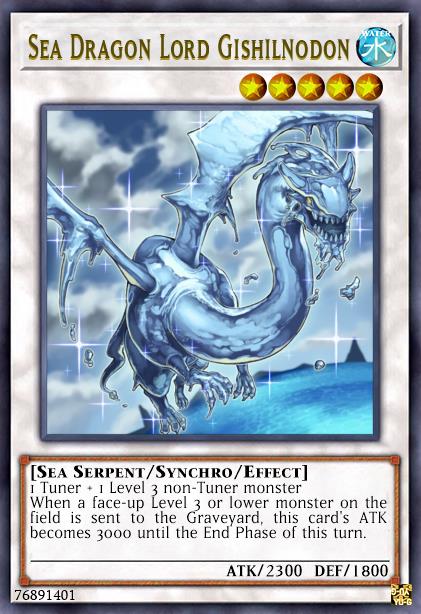 Sea Dragon Lord Gishilnodon
WATER
水
[Sea Serpent/Synchro/Effect]
1 Tuner + 1 Level 3 non-Tuner monster
When a face-up Level 3 or lower monster on the
field is sent to the Graveyard, this card's ATK
becomes 3000 until the End Phase of this turn.
ATK/2300 DEF/1800
76891401